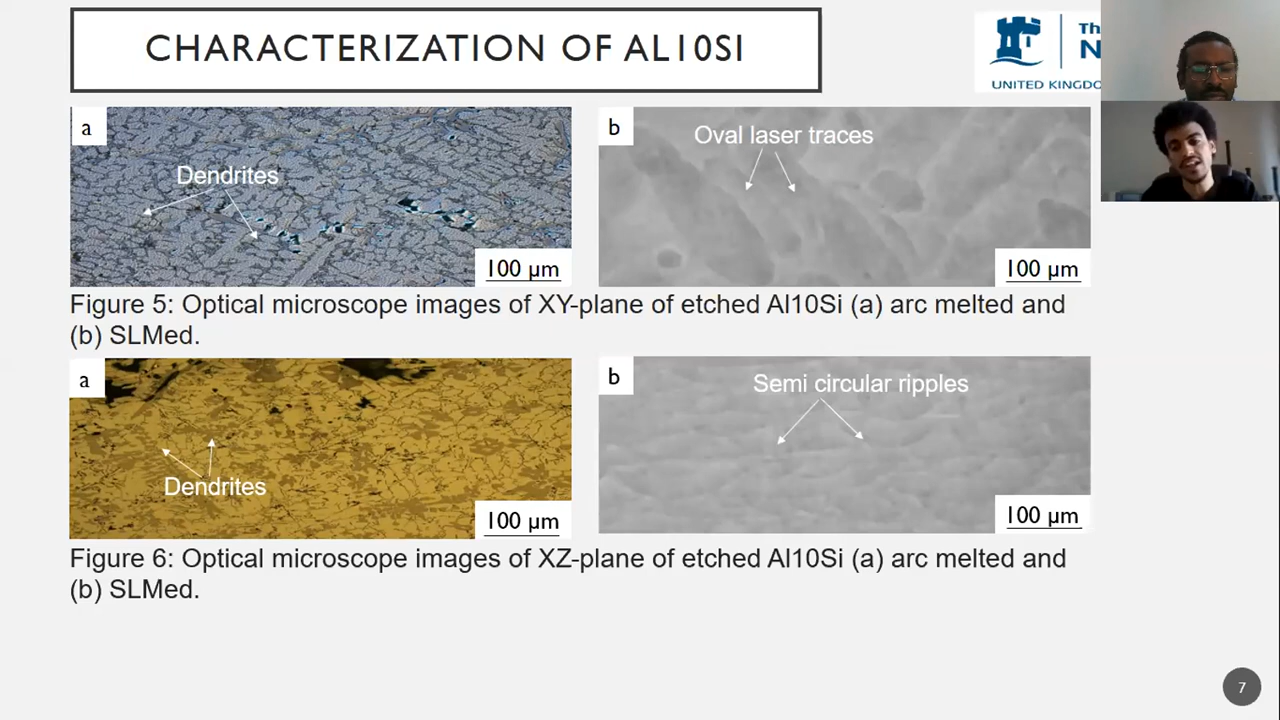 CHARACTERIZATION OF AL10SI
Th
N
UNITED KINGDO
a
Dendrites
100 µm
b
Oval laser traces
100 µm
Figure 5: Optical microscope images of XY-plane of etched Al10Si (a) arc melted and
(b) SLMed.
a
Dendrites
100 µm
b
Semi circular ripples
100 µm
Figure 6: Optical microscope images of XZ-plane of etched Al10Si (a) arc melted and
(b) SLMed.
7